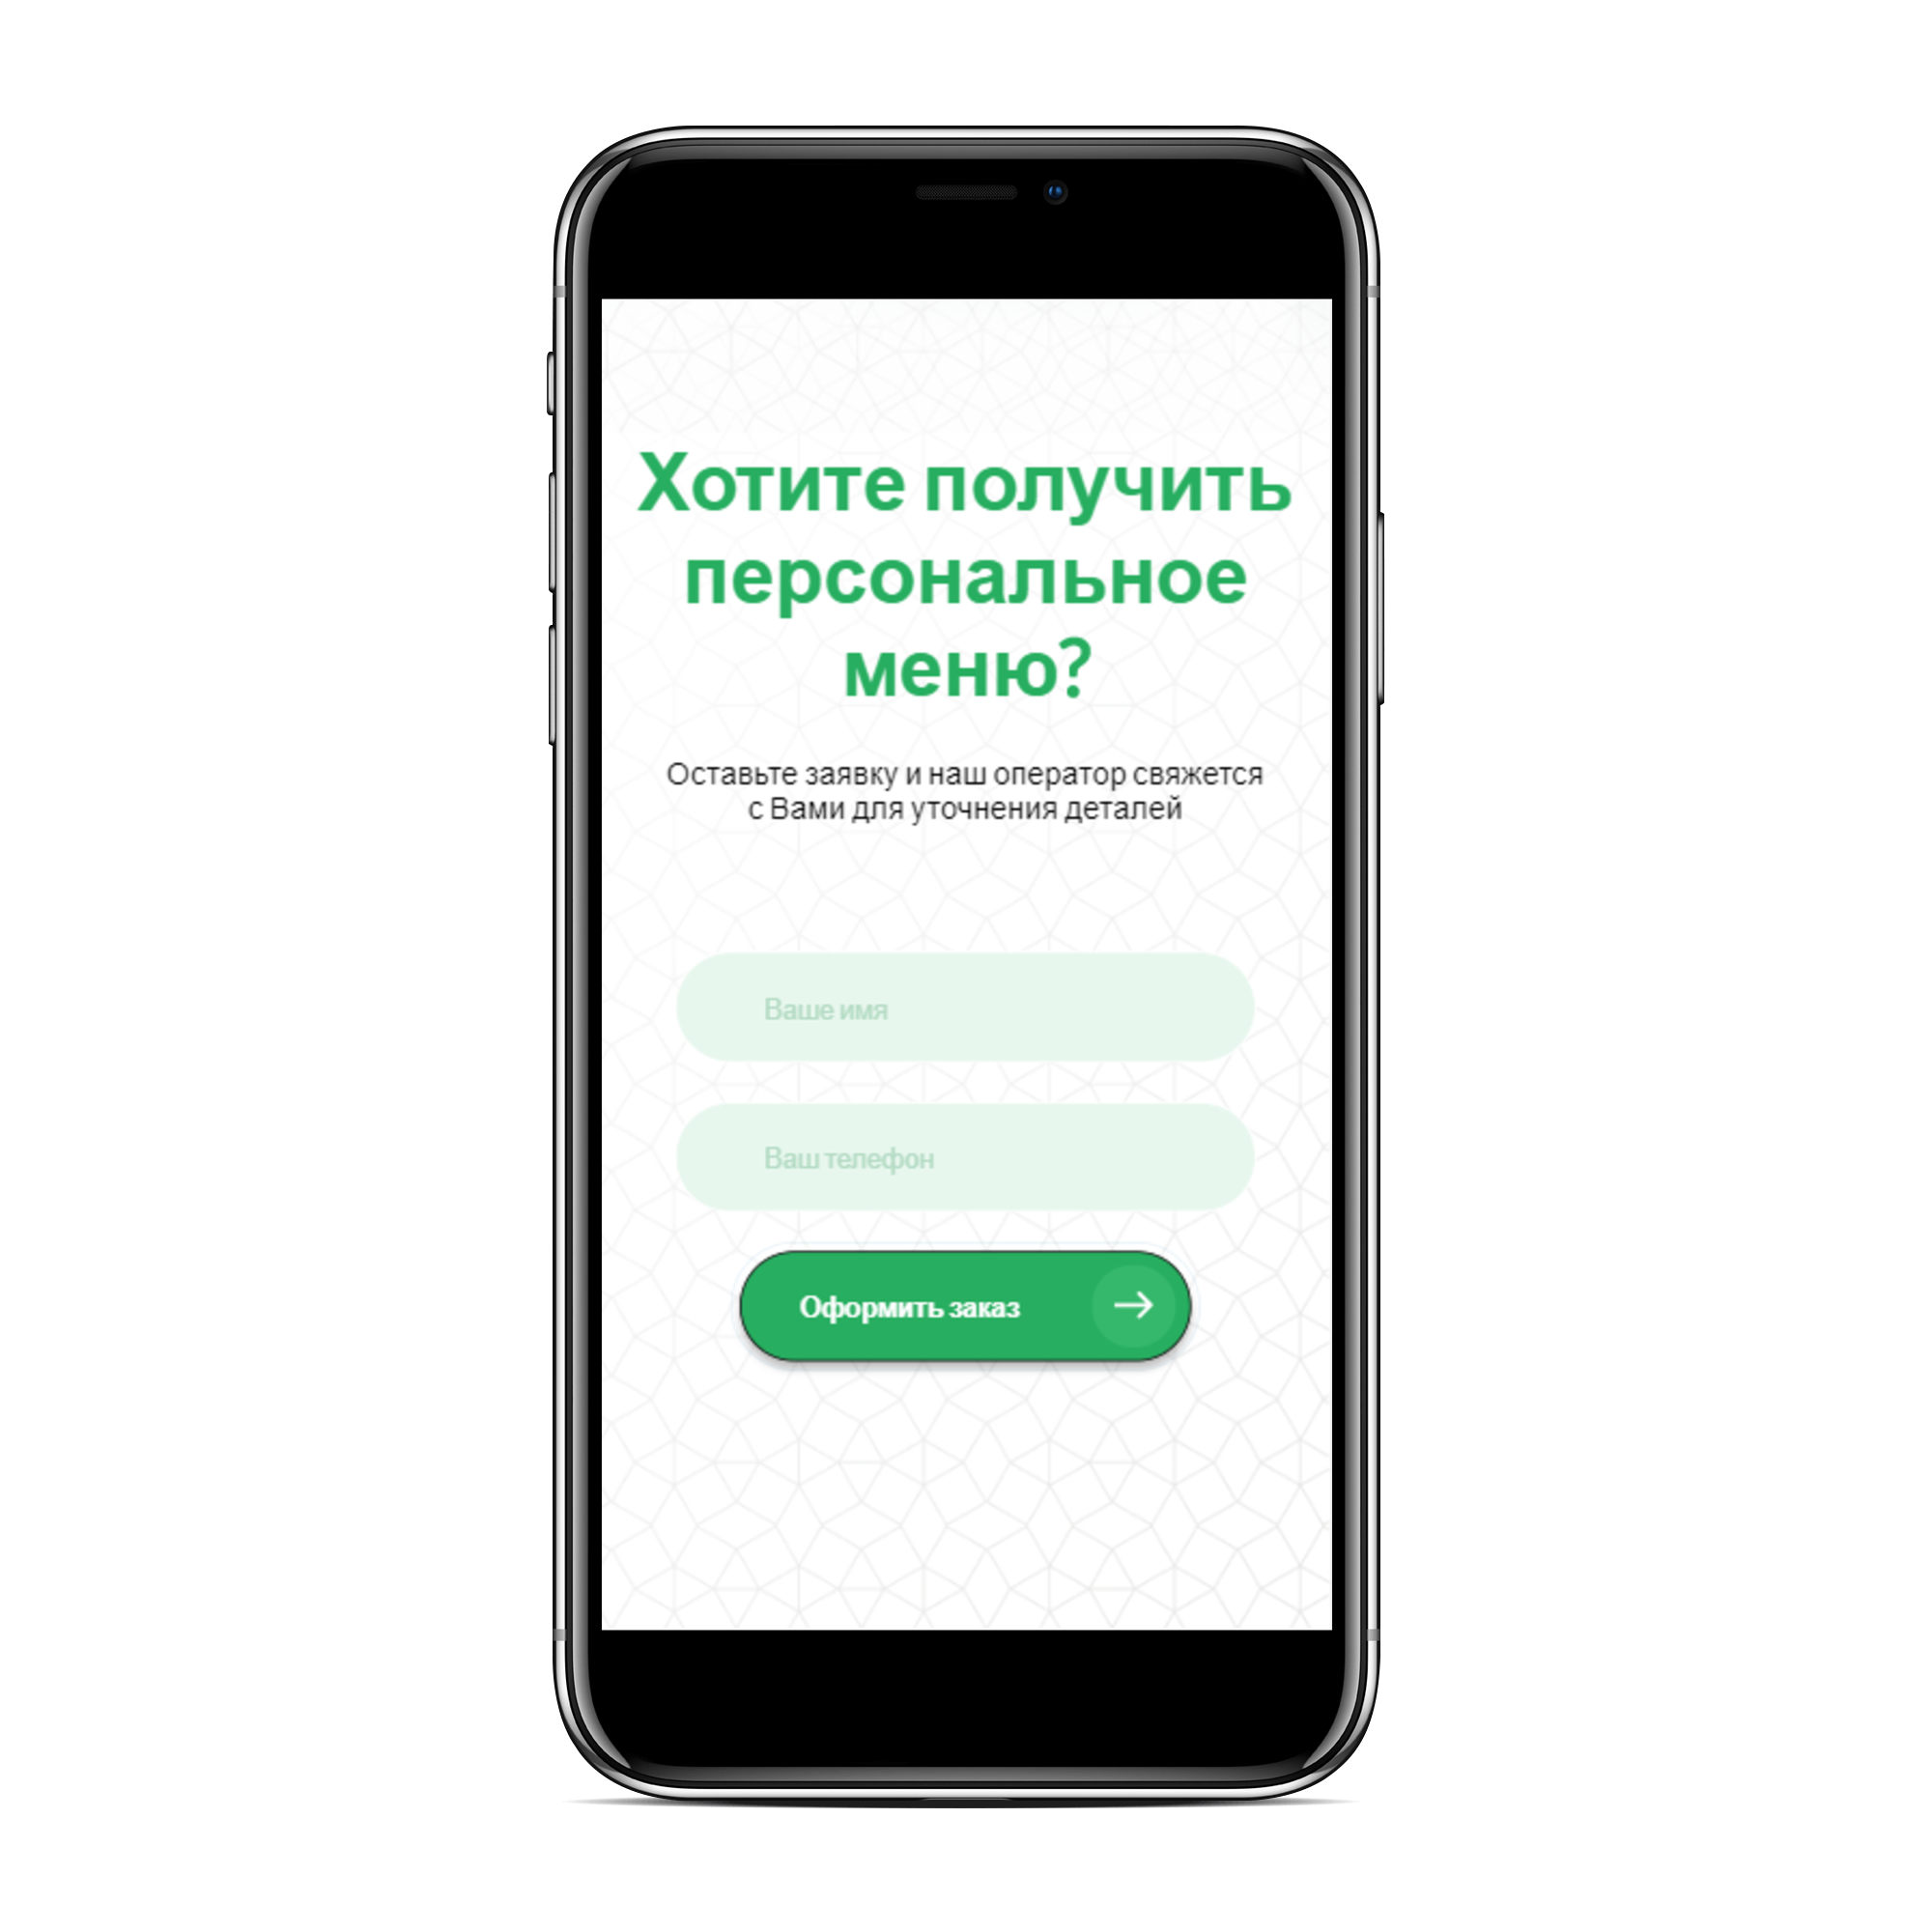 Хотите получить
персональное
меню?
Оставьте заявку и наш оператор свяжется
с Вами для уточнения деталей
Ваше имя
Ваш телефон
Оформить заказ